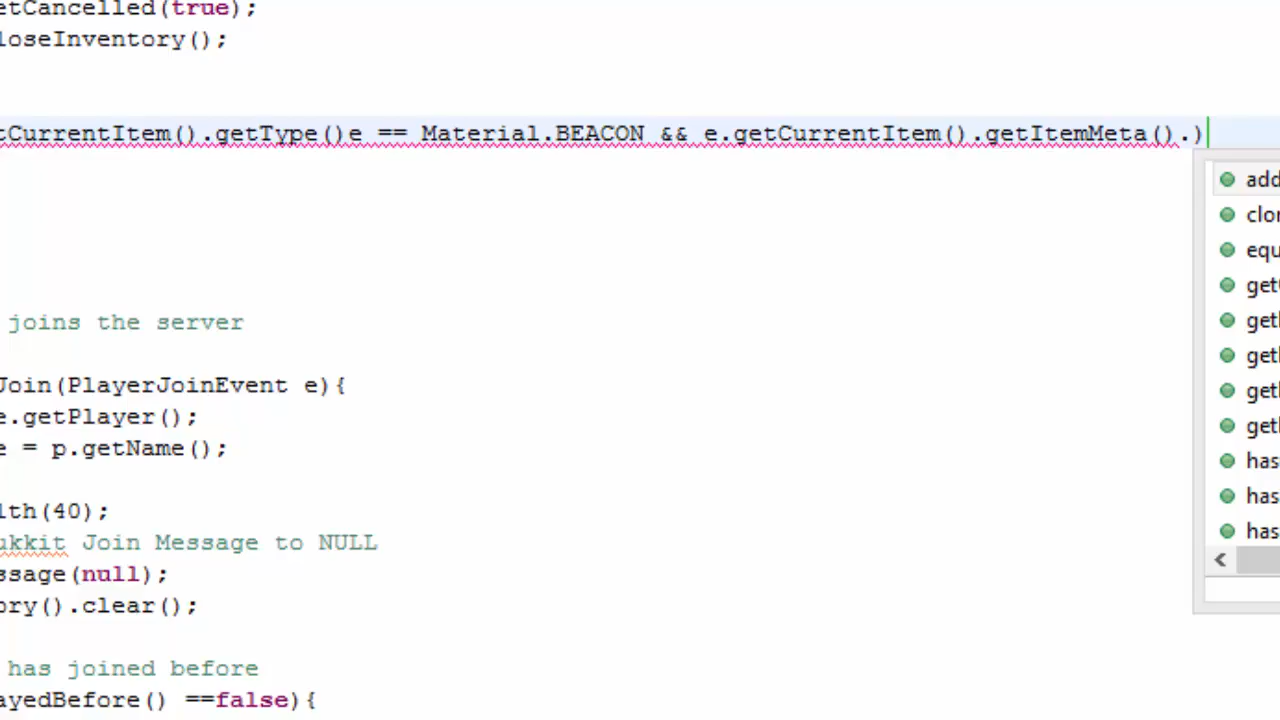 etCancelled(true);
loseInventory();
tCurrentItem().getType()e == Material.BEACON && e.getCurrentItem().getItemMeta().)
add
clon
equ
get
get
get
get
get
has
has
has
joins the server
Join(PlayerJoinEvent e){
e.getPlayer();
e = p.getName();
lth(40);
ukkit Join Message to NULL
ssage(null);
ory().clear();
has joined before
ayedBefore() ==false){